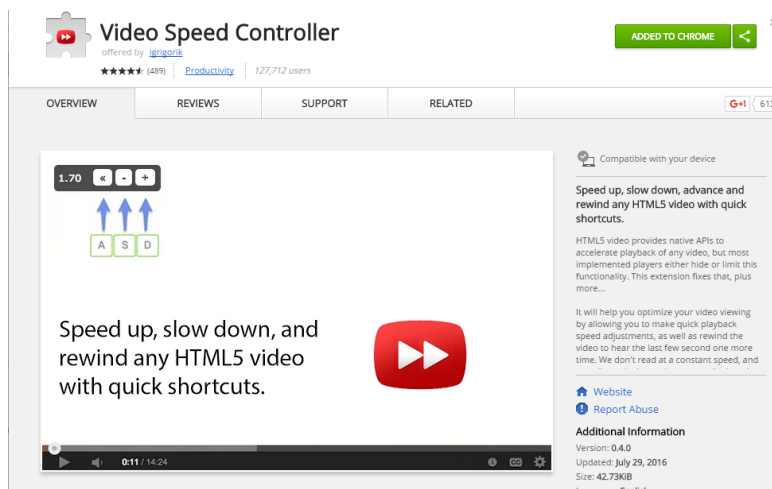 Video Speed Controller
offered by igrigorik
(489) Productivity 127,712 users
ADDED TO CHROME
OVERVIEW REVIEWS SUPPORT RELATED
G+1 613
1.70 « - +
A S D
Speed up, slow down, and
rewind any HTML5 video
with quick shortcuts.
0:11 / 14:24
CC
Compatible with your device
Speed up, slow down, advance and
rewind any HTML5 video with quick
shortcuts.
HTML5 video provides native APIs to
accelerate playback of any video, but most
implemented players either hide or limit this
functionality. This extension fixes that, plus
more...
It will help you optimize your video viewing
by allowing you to make quick playback
speed adjustments, as well as rewind the
video to hear the last few second one more
time. We don't read at a constant speed, and
Website
Report Abuse
Additional Information
Version: 0.4.0
Updated: July 29, 2016
Size: 42.73KiB